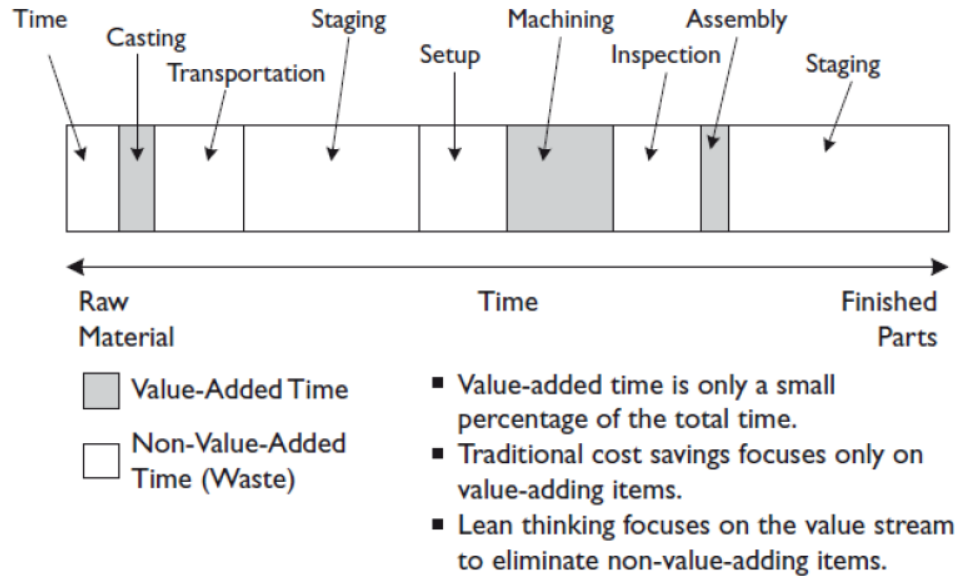 Time
Casting
Transportation
Staging
Setup
Machining
Inspection
Assembly
Staging
Raw
Material
Time
Finished
Parts
Value-Added Time
Non-Value-Added
Time (Waste)
▪ Value-added time is only a small
percentage of the total time.
▪ Traditional cost savings focuses only on
value-adding items.
▪ Lean thinking focuses on the value stream
to eliminate non-value-adding items.